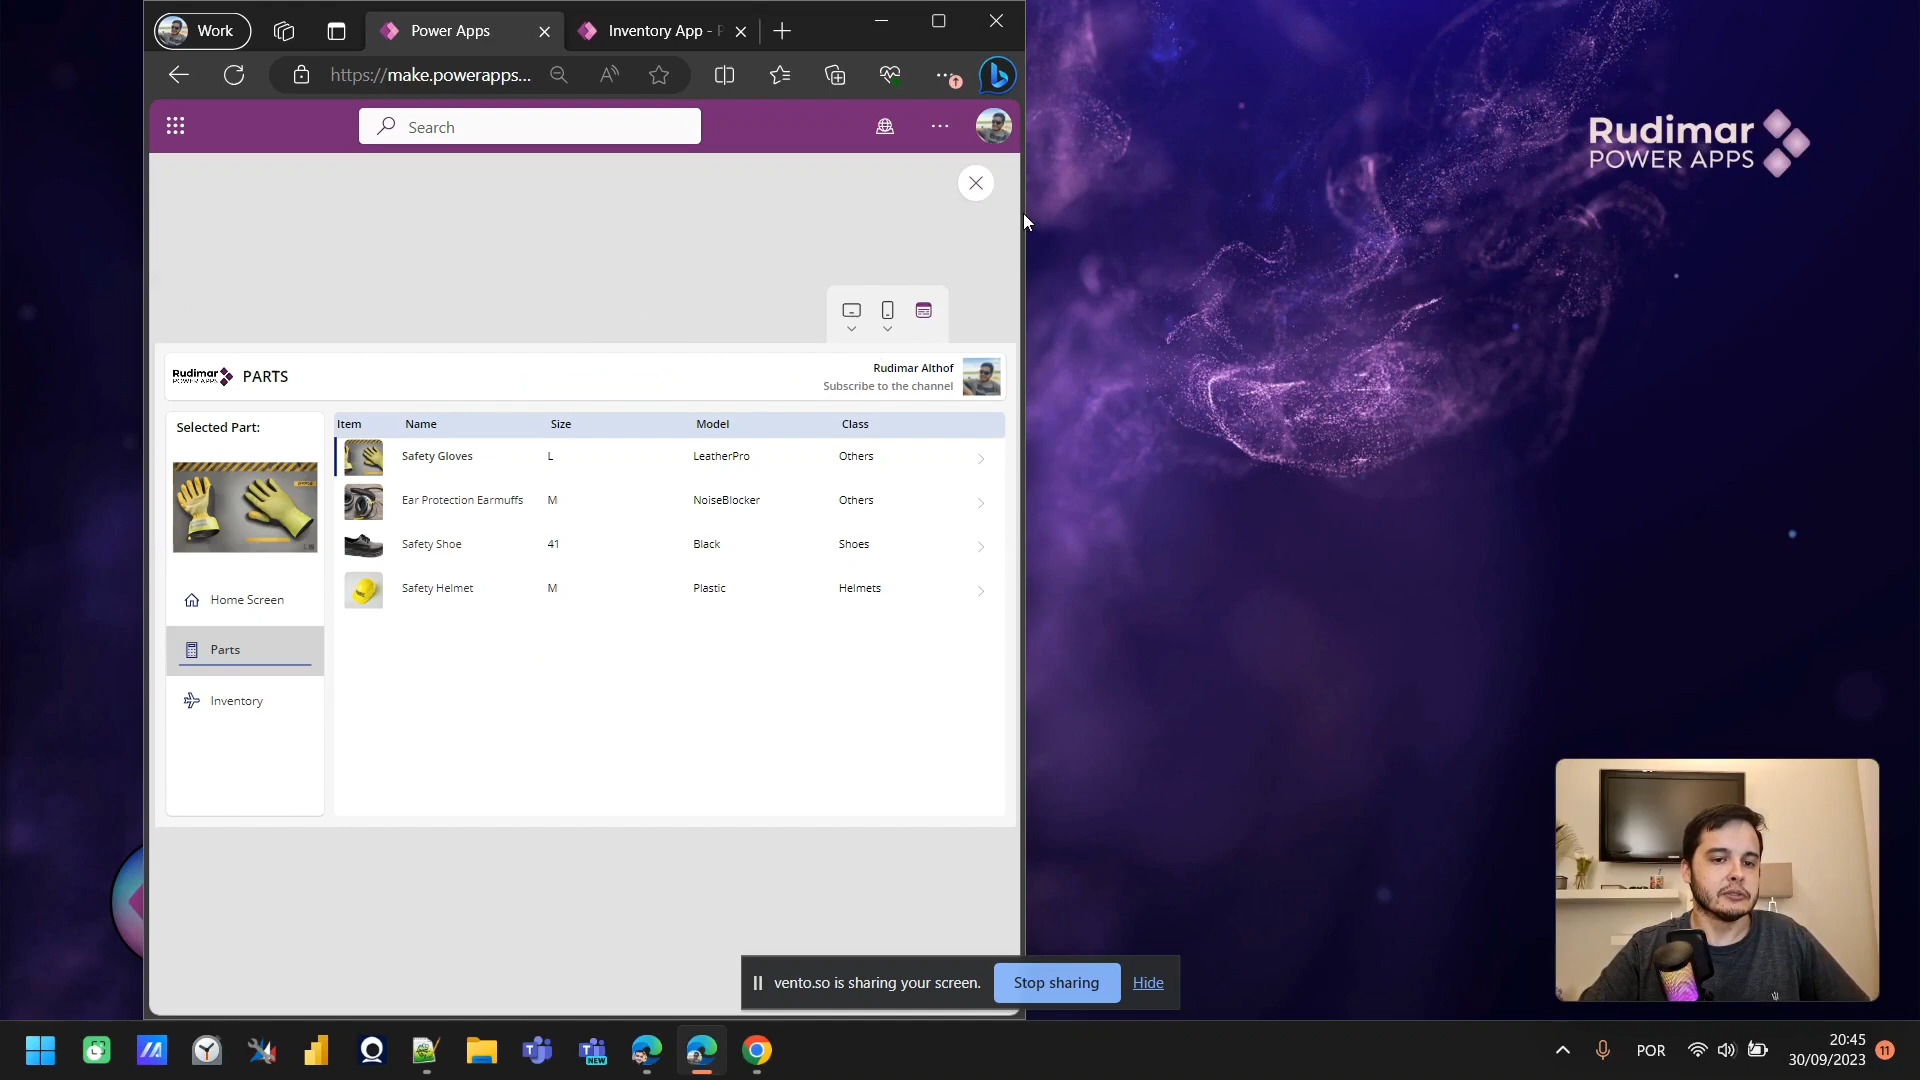 Work
Power Apps
Inventory App - P
https://make.powerapps...
Search
Rudimar
POWER APPS
Rudimar
POWER APPS
PARTS
Rudimar Althof
Subscribe to the channel
Selected Part:
Item Name Size Model Class
Safety Gloves L LeatherPro Others
Ear Protection Earmuffs M NoiseBlocker Others
Safety Shoe 41 Black Shoes
Safety Helmet M Plastic Helmets
Home Screen
Parts
Inventory
vento.so is sharing your screen.
Stop sharing
Hide
NEW
POR
20:45
30/09/2023
11